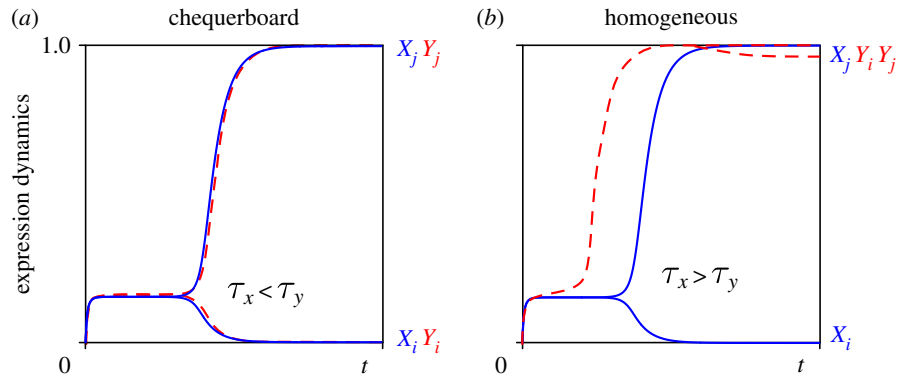 (a) chequerboard
1.0
X_j Y_j
expression dynamics
τ_x < τ_y
X_i Y_i
0
t
(b) homogeneous
X_j Y_i Y_j
τ_x > τ_y
X_i
0
t